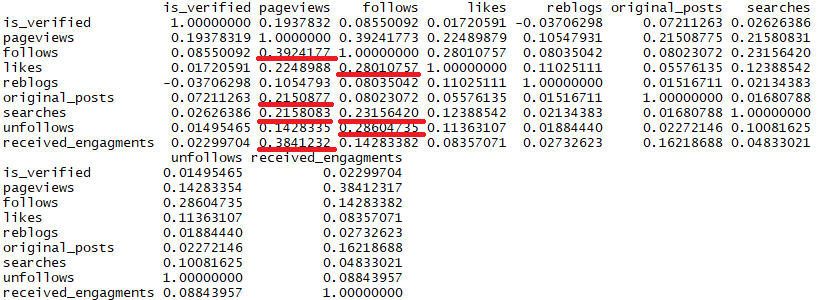 is_verified pageviews follows likes reblogs original_posts searches
is_verified 1.00000000 0.1937832 0.08550092 0.01720591 -0.03706298 0.07211263 0.02626386
pageviews 0.19378319 1.0000000 0.39241773 0.22489879 0.10547931 0.21508775 0.21580831
follows 0.08550092 0.3924177 1.00000000 0.28010757 0.08035042 0.08023072 0.23156420
likes 0.01720591 0.2248988 0.28010757 1.00000000 0.11025111 0.05576135 0.12388542
reblogs -0.03706298 0.1054793 0.08035042 0.11025111 1.00000000 0.01516711 0.02134383
original_posts 0.07211263 0.2150877 0.08023072 0.05576135 0.01516711 1.00000000 0.01680788
searches 0.02626386 0.2158083 0.23156420 0.12388542 0.02134383 0.01680788 1.00000000
unfollows 0.01495465 0.1428335 0.28604735 0.11363107 0.01884440 0.02272146 0.10081625
received_engagments 0.02299704 0.3841232 0.14283382 0.08357071 0.02732623 0.16218688 0.04833021
unfollows received_engagments
is_verified 0.01495465 0.02299704
pageviews 0.14283354 0.38412317
follows 0.28604735 0.14283382
likes 0.11363107 0.08357071
reblogs 0.01884440 0.02732623
original_posts 0.02272146 0.16218688
searches 0.10081625 0.04833021
unfollows 1.00000000 0.08843957
received_engagments 0.08843957 1.00000000